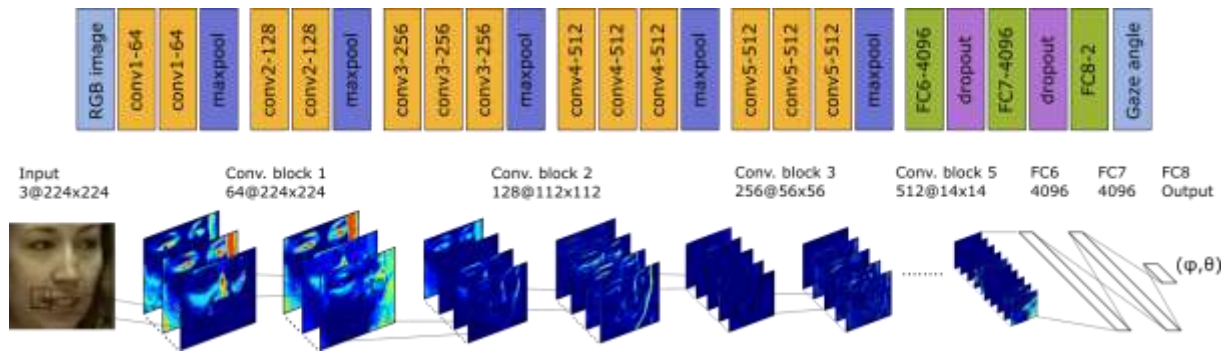 RGB image
conv1-64
conv1-64
maxpool
conv2-128
conv2-128
maxpool
conv3-256
conv3-256
conv3-256
maxpool
conv4-512
conv4-512
conv4-512
maxpool
conv5-512
conv5-512
conv5-512
maxpool
FC6-4096
dropout
FC7-4096
dropout
FC8-2
Gaze angle
Input
3@224x224
Conv. block 1
64@224x224
Conv. block 2
128@112x112
Conv. block 3
256@56x56
Conv. block 5
512@14x14
FC6
4096
FC7
4096
FC8
Output
(φ,θ)